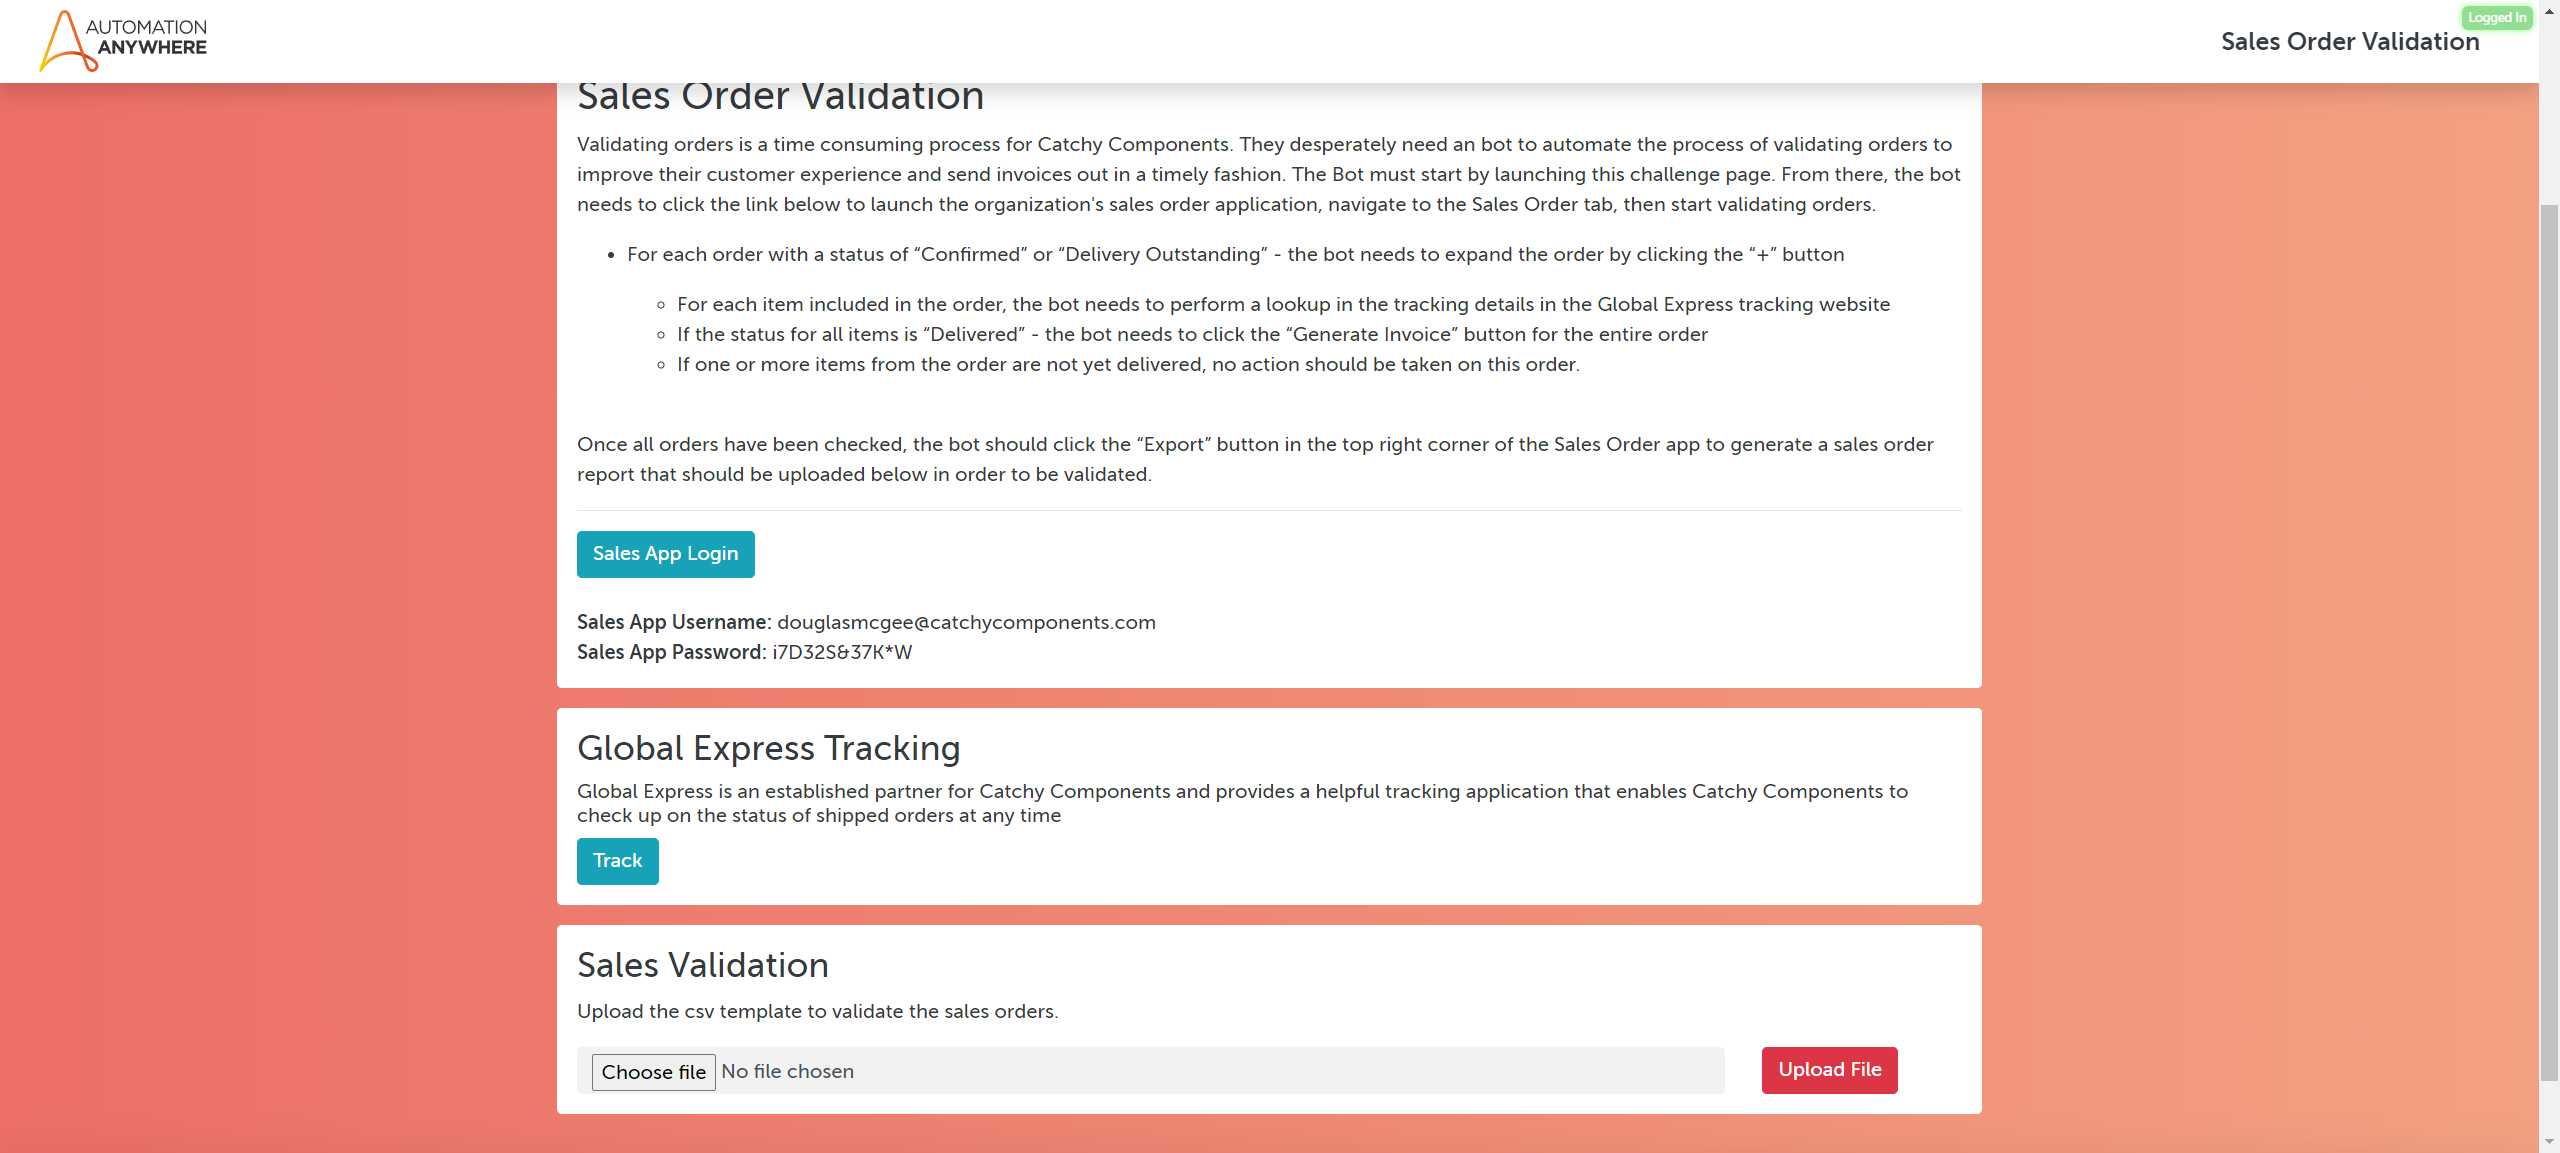 AUTOMATION
ANYWHERE
Logged In
Sales Order Validation
Sales Order Validation
Validating orders is a time consuming process for Catchy Components. They desperately need an bot to automate the process of validating orders to
improve their customer experience and send invoices out in a timely fashion. The Bot must start by launching this challenge page. From there, the bot
needs to click the link below to launch the organization's sales order application, navigate to the Sales Order tab, then start validating orders.
• For each order with a status of “Confirmed” or “Delivery Outstanding” - the bot needs to expand the order by clicking the “+” button
◦ For each item included in the order, the bot needs to perform a lookup in the tracking details in the Global Express tracking website
◦ If the status for all items is “Delivered” - the bot needs to click the “Generate Invoice” button for the entire order
◦ If one or more items from the order are not yet delivered, no action should be taken on this order.
Once all orders have been checked, the bot should click the “Export” button in the top right corner of the Sales Order app to generate a sales order
report that should be uploaded below in order to be validated.
Sales App Login
Sales App Username: douglasmcgee@catchycomponents.com
Sales App Password: i7D32S&37K*W
Global Express Tracking
Global Express is an established partner for Catchy Components and provides a helpful tracking application that enables Catchy Components to
check up on the status of shipped orders at any time
Track
Sales Validation
Upload the csv template to validate the sales orders.
Choose file No file chosen
Upload File